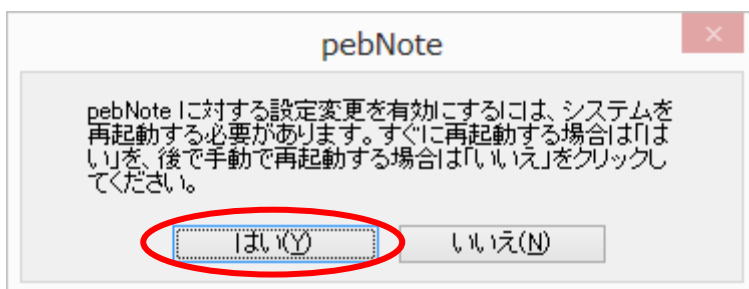 pebNote
pebNote に対する設定変更を有効にするには、システムを
再起動する必要があります。すぐに再起動する場合は「は
い」を、後で手動で再起動する場合は「いいえ」をクリックし
てください。
はい(Y)
いいえ(N)